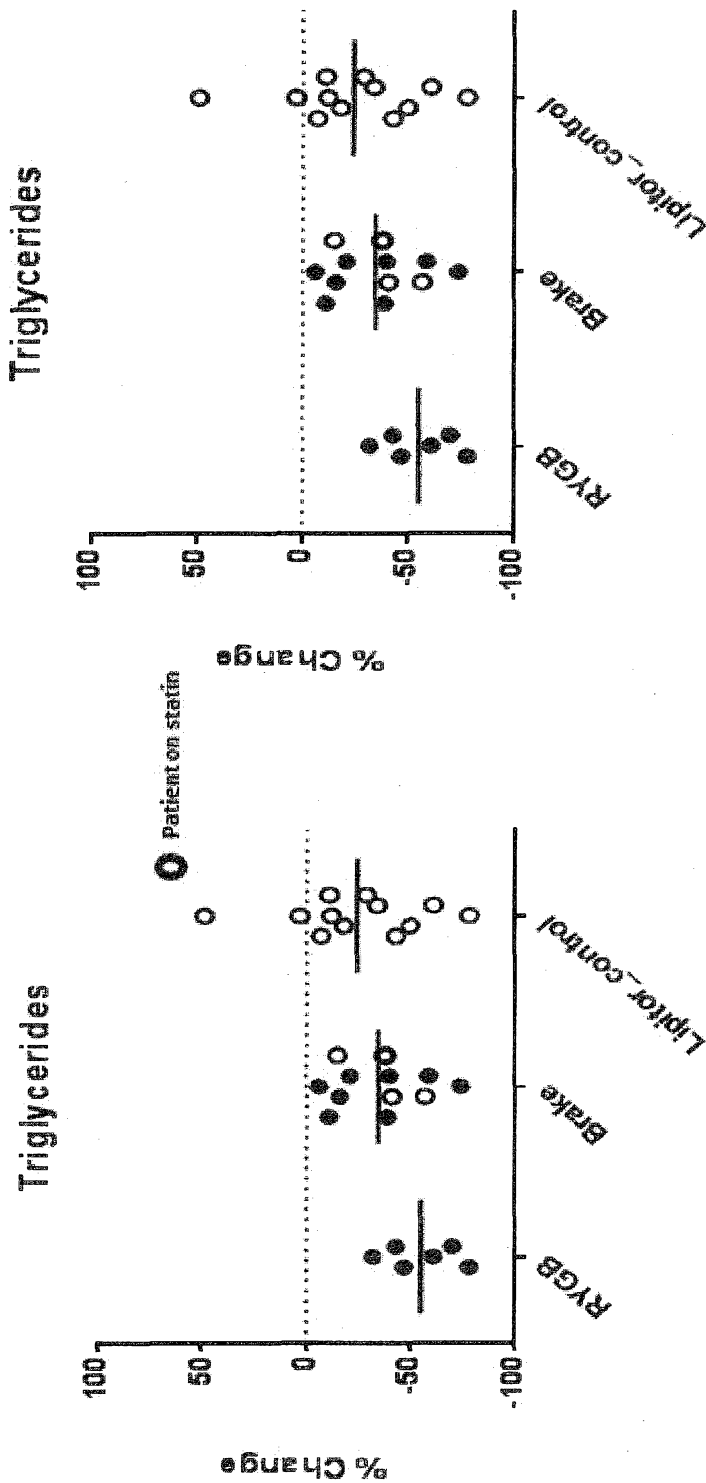 Triglycerides
Patient on statin
% Change
100
50
0
-50
-100
RYGB
Brake
Lipitor_control
Triglycerides
% Change
100
50
0
-50
-100
RYGB
Brake
Lipitor_control